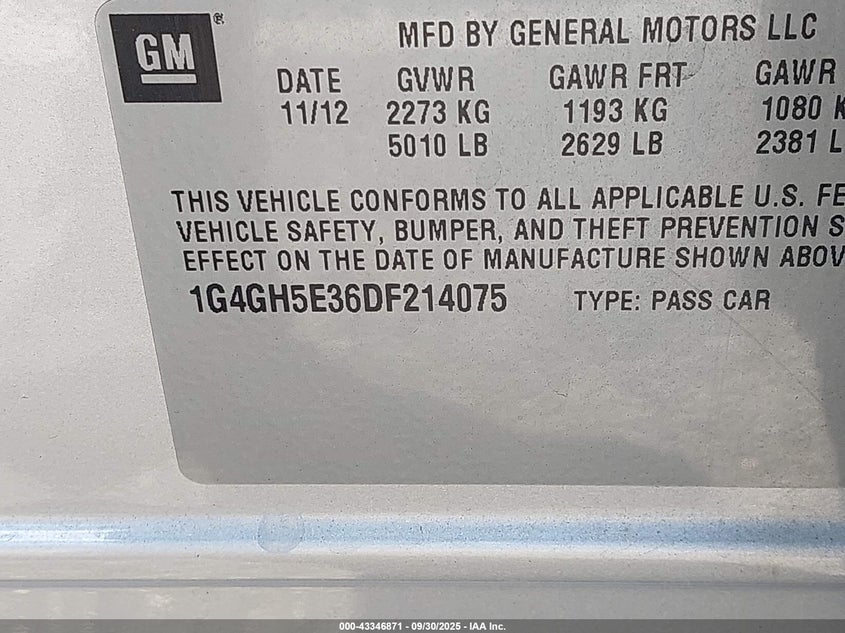 GM ®
MFD BY GENERAL MOTORS LLC
DATE GVWR GAWR FRT GAWR
11/12 2273 KG 1193 KG 1080 K
5010 LB 2629 LB 2381 L
THIS VEHICLE CONFORMS TO ALL APPLICABLE U.S. FE
VEHICLE SAFETY, BUMPER, AND THEFT PREVENTION S
EFFECT ON THE DATE OF MANUFACTURE SHOWN ABOV
1G4GH5E36DF214075 TYPE: PASS CAR
000-43346871 - 09/30/2025 - IAA Inc.